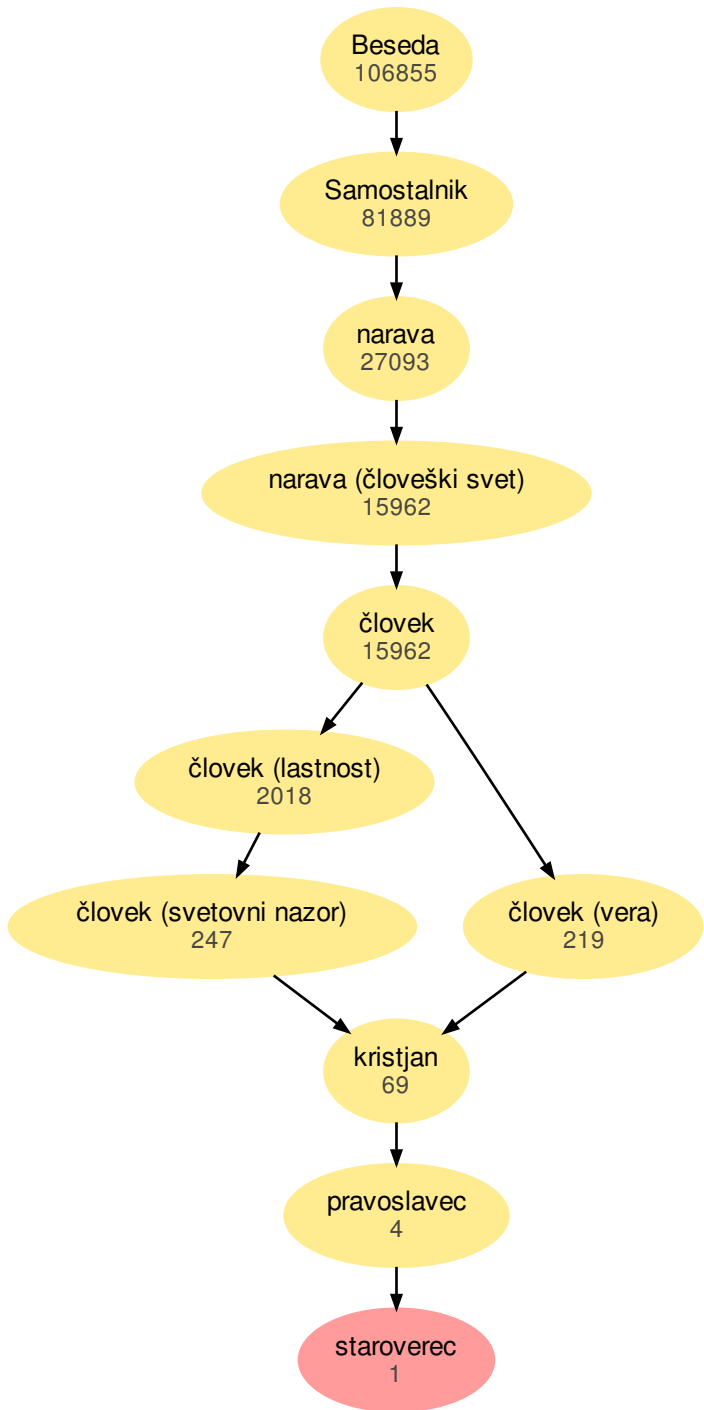 Beseda
106855
Samostalnik
81889
narava
27093
narava (človeški svet)
15962
človek
15962
človek (lastnost)
2018
človek (svetovni nazor)
247
človek (vera)
219
kristjan
69
pravoslavec
4
staroverec
1